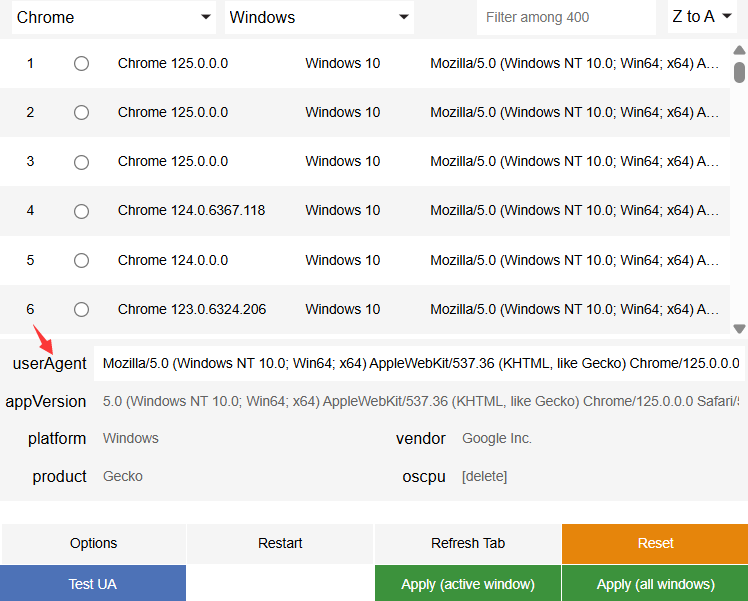 Chrome Windows Filter among 400 Z to A
1 Chrome 125.0.0.0 Windows 10 Mozilla/5.0 (Windows NT 10.0; Win64; x64) A…
2 Chrome 125.0.0.0 Windows 10 Mozilla/5.0 (Windows NT 10.0; Win64; x64) A…
3 Chrome 125.0.0.0 Windows 10 Mozilla/5.0 (Windows NT 10.0; Win64; x64) A…
4 Chrome 124.0.6367.118 Windows 10 Mozilla/5.0 (Windows NT 10.0; Win64; x64) A…
5 Chrome 124.0.0.0 Windows 10 Mozilla/5.0 (Windows NT 10.0; Win64; x64) A…
6 Chrome 123.0.6324.206 Windows 10 Mozilla/5.0 (Windows NT 10.0; Win64; x64) A…
userAgent Mozilla/5.0 (Windows NT 10.0; Win64; x64) AppleWebKit/537.36 (KHTML, like Gecko) Chrome/125.0.0.0
appVersion 5.0 (Windows NT 10.0; Win64; x64) AppleWebKit/537.36 (KHTML, like Gecko) Chrome/125.0.0.0 Safari/
platform Windows vendor Google Inc.
product Gecko oscpu [delete]
Options Restart Refresh Tab Reset
Test UA Apply (active window) Apply (all windows)